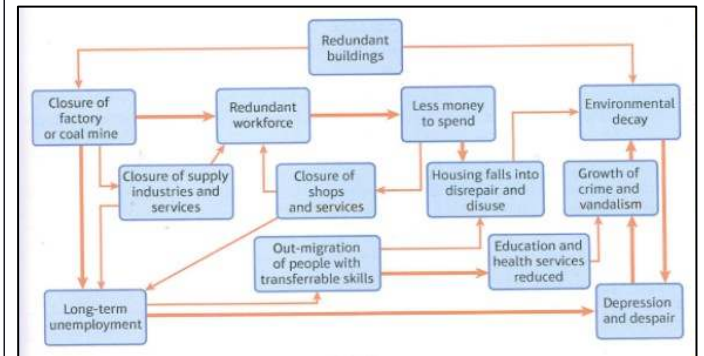 Redundant
buildings
Closure of
factory
or coal mine
Redundant
workforce
Less money
to spend
Environmental
decay
Closure of supply
industries and
services
Closure of
shops
and services
Housing falls into
disrepair and
disuse
Growth of
crime and
vandalism
Out-migration
of people with
transferrable skills
Education and
health services
reduced
Long-term
unemployment
Depression
and despair